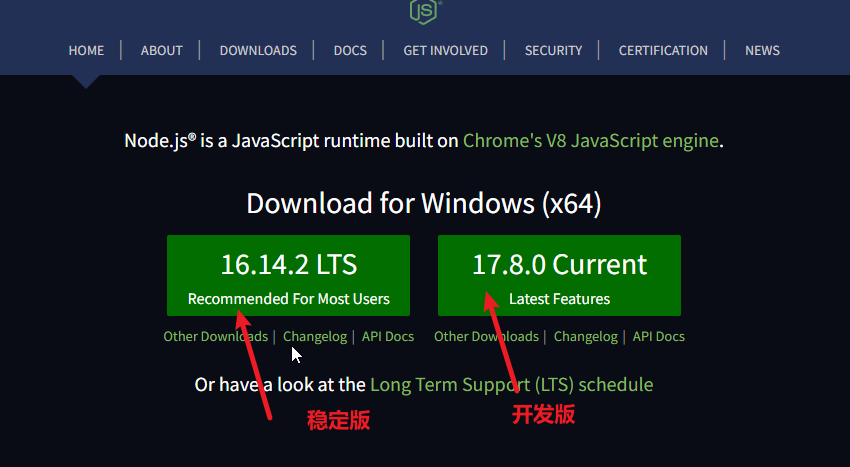 JS
HOME ABOUT DOWNLOADS DOCS GET INVOLVED SECURITY CERTIFICATION NEWS
Node.js® is a JavaScript runtime built on Chrome's V8 JavaScript engine.
Download for Windows (x64)
16.14.2 LTS
Recommended For Most Users
17.8.0 Current
Latest Features
Other Downloads | Changelog | API Docs
Other Downloads | Changelog | API Docs
Or have a look at the Long Term Support (LTS) schedule
稳定版
开发版